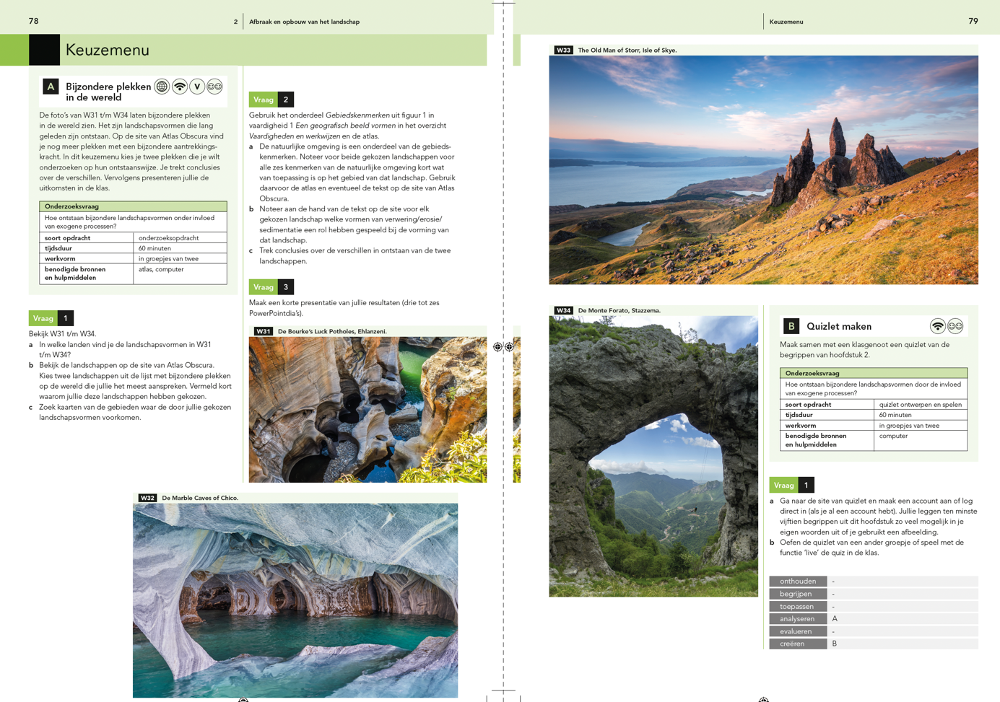 78
2
Afbraak en opbouw van het landschap
Keuzemenu
A
Bijzondere plekken
in de wereld
V
De foto's van W31 t/m W34 laten bijzondere plekken
in de wereld zien. Het zijn landschapsvormen die lang
geleden zijn ontstaan. Op de site van Atlas Obscura vind
je nog meer plekken met een bijzondere aantrekkings-
kracht. In dit keuzemenu kies je twee plekken die je wilt
onderzoeken op hun ontstaanswijze. Je trekt conclusies
over de verschillen. Vervolgens presenteren jullie de
uitkomsten in de klas.
Onderzoeksvraag
Hoe ontstaan bijzondere landschapsvormen onder invloed
van exogene processen?
soort opdracht onderzoeksopdracht
tijdsduur 60 minuten
werkvorm in groepjes van twee
benodigde bronnen atlas, computer
en hulpmiddelen
Vraag 1
Bekijk W31 t/m W34.
a In welke landen vind je de landschapsvormen in W31
t/m W34?
b Bekijk de landschappen op de site van Atlas Obscura.
Kies twee landschappen uit de lijst met bijzondere plekken
op de wereld die jullie het meest aanspreken. Vermeld kort
waarom jullie deze landschappen hebben gekozen.
c Zoek kaarten van de gebieden waar de door jullie gekozen
landschapsvormen voorkomen.
Vraag 2
Gebruik het onderdeel Gebiedskenmerken uit figuur 1 in
vaardigheid 1 Een geografisch beeld vormen in het overzicht
Vaardigheden en werkwijzen en de atlas.
a De natuurlijke omgeving is een onderdeel van de gebieds-
kenmerken. Noteer voor beide gekozen landschappen voor
alle zes kenmerken van de natuurlijke omgeving kort wat
van toepassing is op het gebied van dat landschap. Gebruik
daarvoor de atlas en eventueel de tekst op de site van Atlas
Obscura.
b Noteer aan de hand van de tekst op de site voor elk
gekozen landschap welke vormen van verwering/erosie/
sedimentatie een rol hebben gespeeld bij de vorming van
dat landschap.
c Trek conclusies over de verschillen in ontstaan van de twee
landschappen.
Vraag 3
Maak een korte presentatie van jullie resultaten (drie tot zes
PowerPointdia's).
W31 De Bourke's Luck Potholes, Ehlanzeni.
W32 De Marble Caves of Chico.
Keuzemenu
79
W33 The Old Man of Storr, Isle of Skye.
W34 De Monte Forato, Stazzema.
B
Quizlet maken
Maak samen met een klasgenoot een quizlet van de
begrippen van hoofdstuk 2.
Onderzoeksvraag
Hoe ontstaan bijzondere landschapsvormen door de invloed
van exogene processen?
soort opdracht quizlet ontwerpen en spelen
tijdsduur 60 minuten
werkvorm in groepjes van twee
benodigde bronnen computer
en hulpmiddelen
Vraag 1
a Ga naar de site van quizlet en maak een account aan of log
direct in (als je al een account hebt). Jullie leggen ten minste
vijftien begrippen uit dit hoofdstuk zo veel mogelijk in je
eigen woorden uit of je gebruikt een afbeelding.
b Oefen de quizlet van een ander groepje of speel met de
functie 'live' de quiz in de klas.
onthouden -
begrijpen -
toepassen -
analyseren A
evalueren -
creëren B